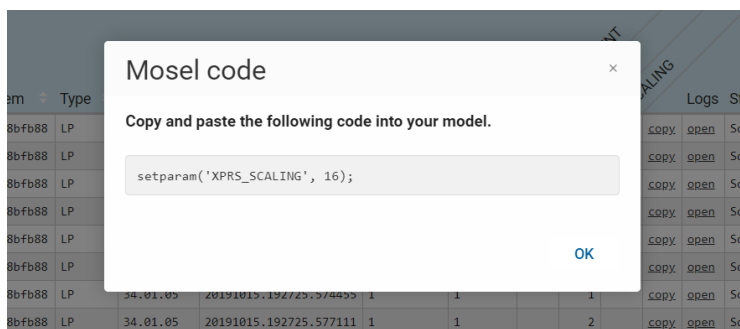 Mosel code
×
Copy and paste the following code into your model.
setparam('XPRS_SCALING', 16);
OK
Type Logs
8bfb88 LP copy open
8bfb88 LP copy open
8bfb88 LP copy open
8bfb88 LP copy open
8bfb88 LP copy open
8bfb88 LP copy open
8bfb88 LP 34.01.05 20191015.192725.574455 1 1 1 copy open
8bfb88 LP 34.01.05 20191015.192725.577111 1 1 2 copy open